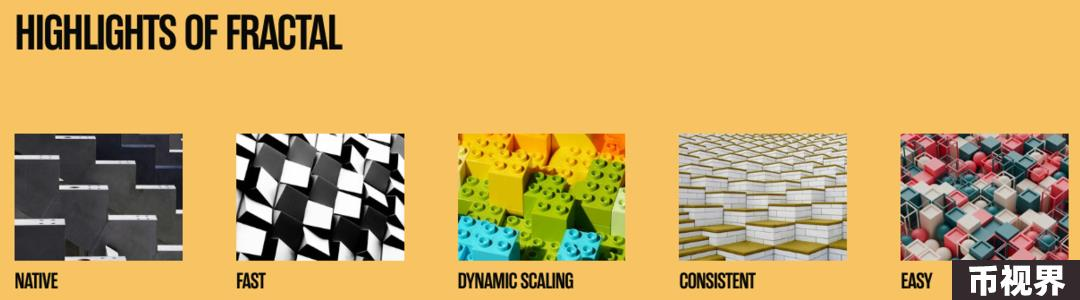 HIGHLIGHTS OF FRACTAL
NATIVE
FAST
DYNAMIC SCALING
CONSISTENT
EASY
币视界